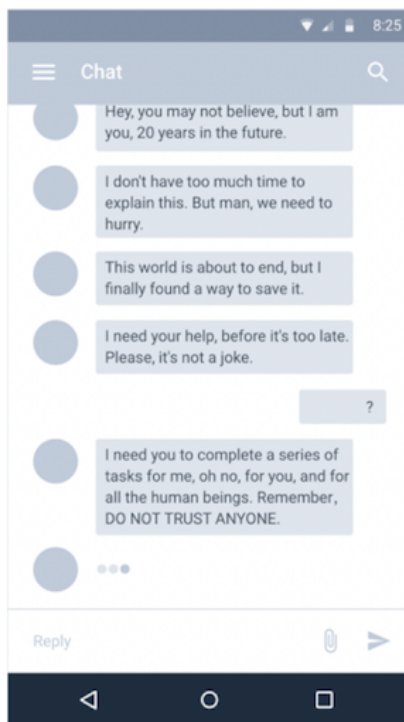 8:25
Chat
Hey, you may not believe, but I am
you, 20 years in the future.
I don't have too much time to
explain this. But man, we need to
hurry.
This world is about to end, but I
finally found a way to save it.
I need your help, before it's too late.
Please, it's not a joke.
?
I need you to complete a series of
tasks for me, oh no, for you, and for
all the human beings. Remember,
DO NOT TRUST ANYONE.
Reply